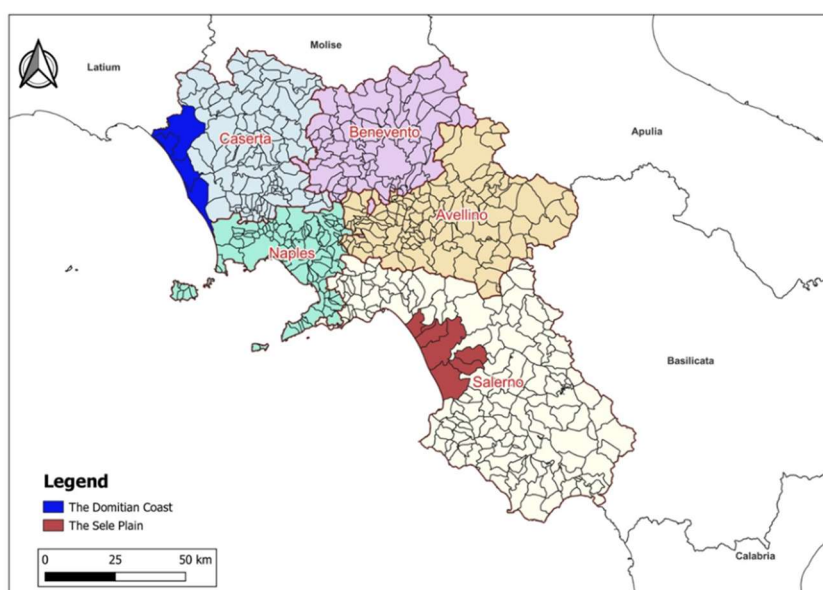 Molise
Latium
Caserta
Benevento
Apulia
Avellino
Naples
Basilicata
Salerno
Legend
The Domitian Coast
The Sele Plain
0 25 50 km
Calabria